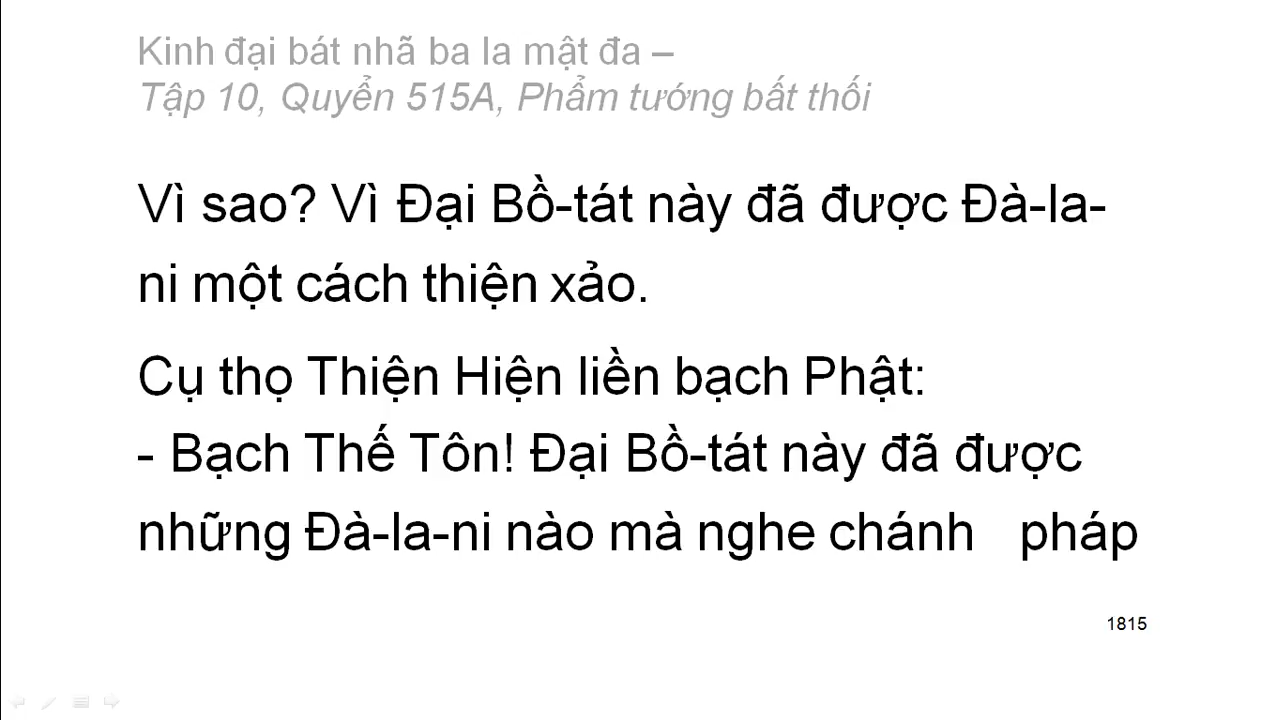 Kinh đại bát nhã ba la mật đa –
Tập 10, Quyển 515A, Phẩm tướng bất thối
Vì sao? Vì Đại Bồ-tát này đã được Đà-la-
ni một cách thiện xảo.
Cụ thọ Thiện Hiện liền bạch Phật:
- Bạch Thế Tôn! Đại Bồ-tát này đã được
những Đà-la-ni nào mà nghe chánh pháp
1815